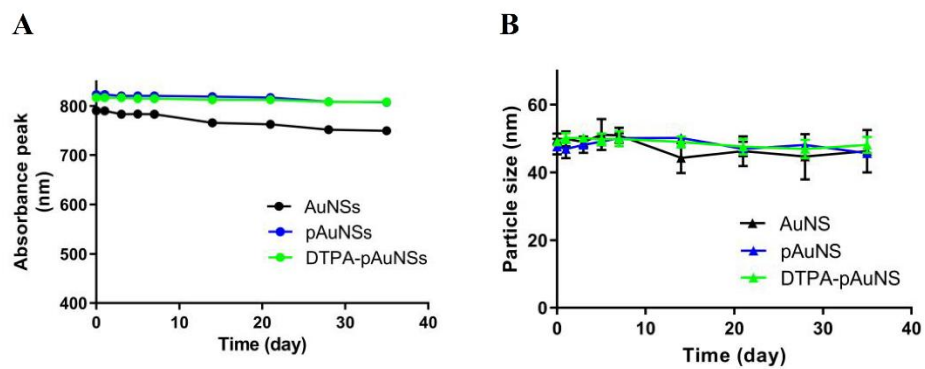 A
Absorbance peak
(nm)
800
700
600
500
400
0 10 20 30 40
Time (day)
AuNSs
pAuNSs
DTPA-pAuNSs
B
Particle size (nm)
60
40
20
0
0 10 20 30 40
Time (day)
AuNS
pAuNS
DTPA-pAuNS